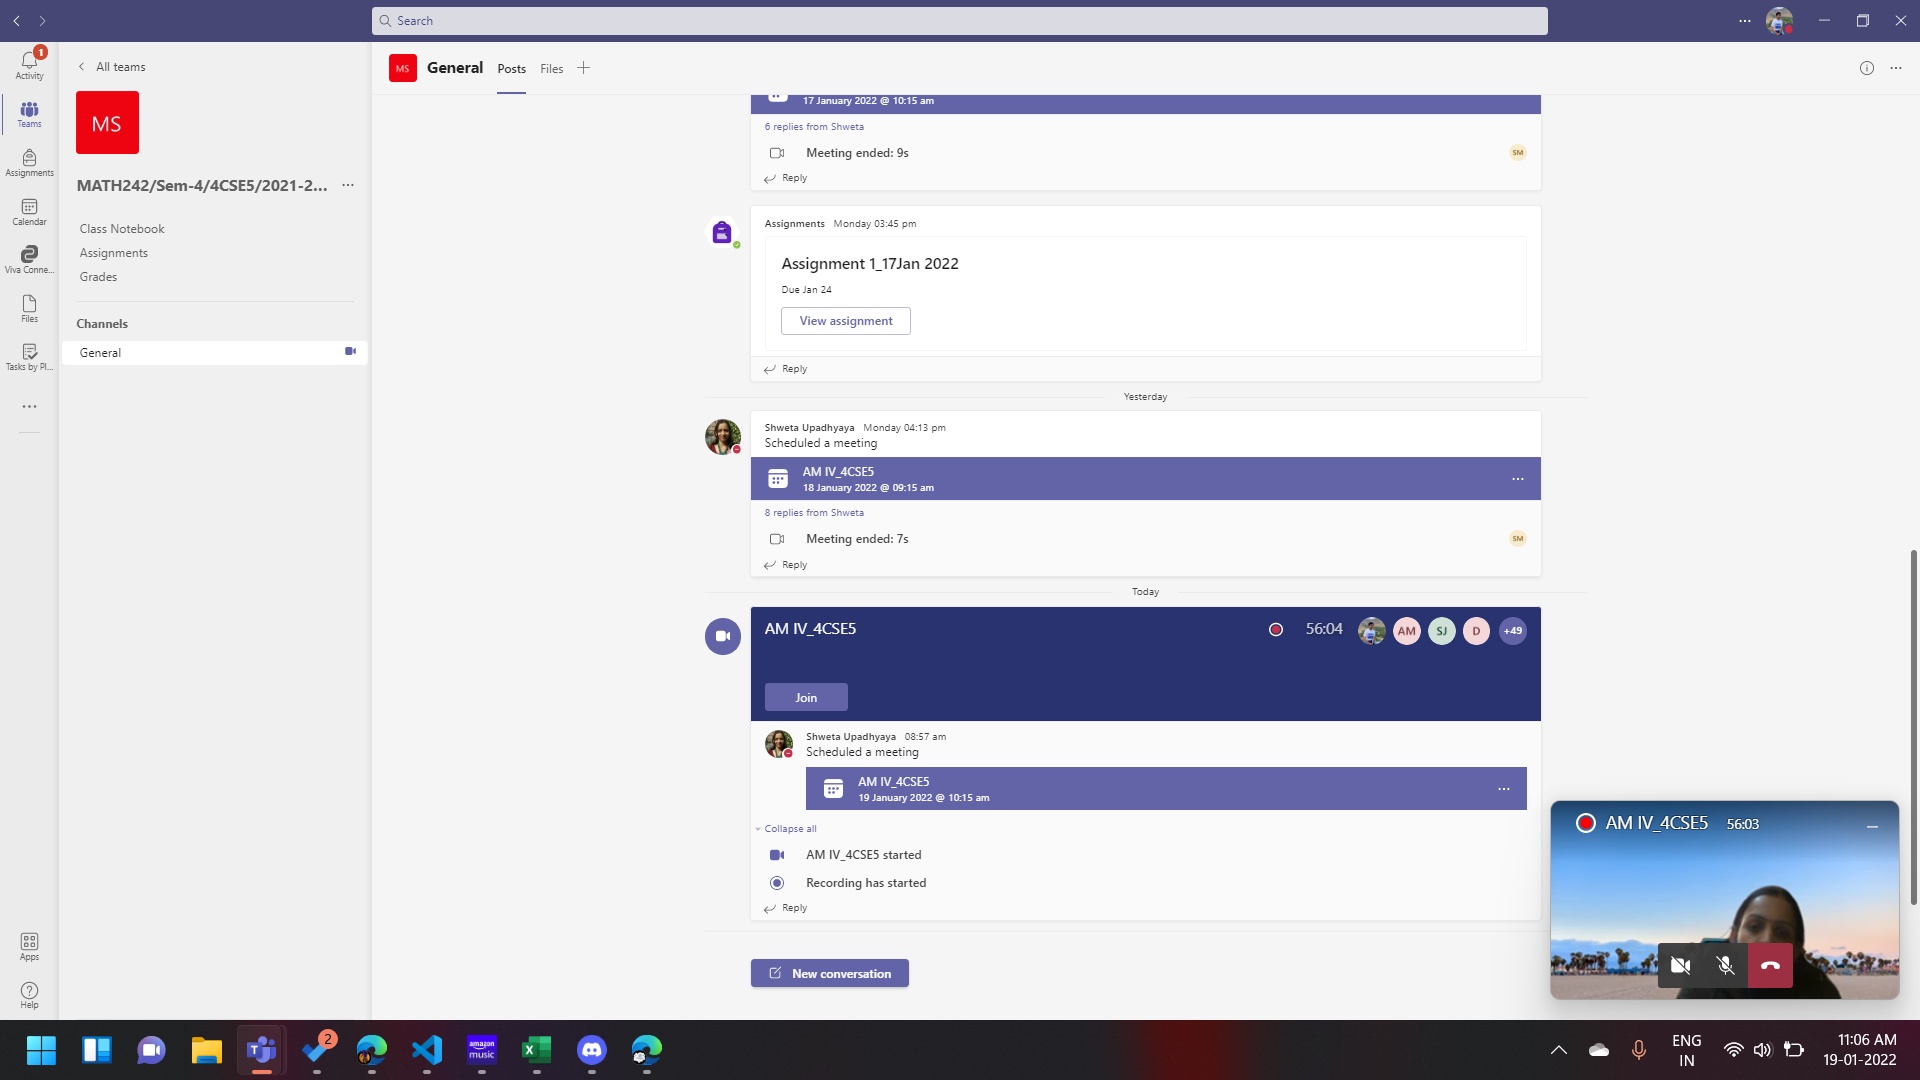 Search
Activity
1
Teams
Assignments
Calendar
Viva Conne...
Files
Tasks by Pl...
Apps
Help
All teams
MS
MATH242/Sem-4/4CSE5/2021-2...
Class Notebook
Assignments
Grades
Channels
General
MS
General
Posts
Files
17 January 2022 @ 10:15 am
6 replies from Shweta
Meeting ended: 9s
SM
Reply
Assignments Monday 03:45 pm
Assignment 1_17Jan 2022
Due Jan 24
View assignment
Reply
Yesterday
Shweta Upadhyaya Monday 04:13 pm
Scheduled a meeting
AM IV_4CSE5
18 January 2022 @ 09:15 am
8 replies from Shweta
Meeting ended: 7s
SM
Reply
Today
AM IV_4CSE5
56:04
AM
SJ
D
+49
Join
Shweta Upadhyaya 08:57 am
Scheduled a meeting
AM IV_4CSE5
19 January 2022 @ 10:15 am
Collapse all
AM IV_4CSE5 started
Recording has started
Reply
New conversation
AM IV_4CSE5 56:03
2
amazon
music
ENG
IN
11:06 AM
19-01-2022